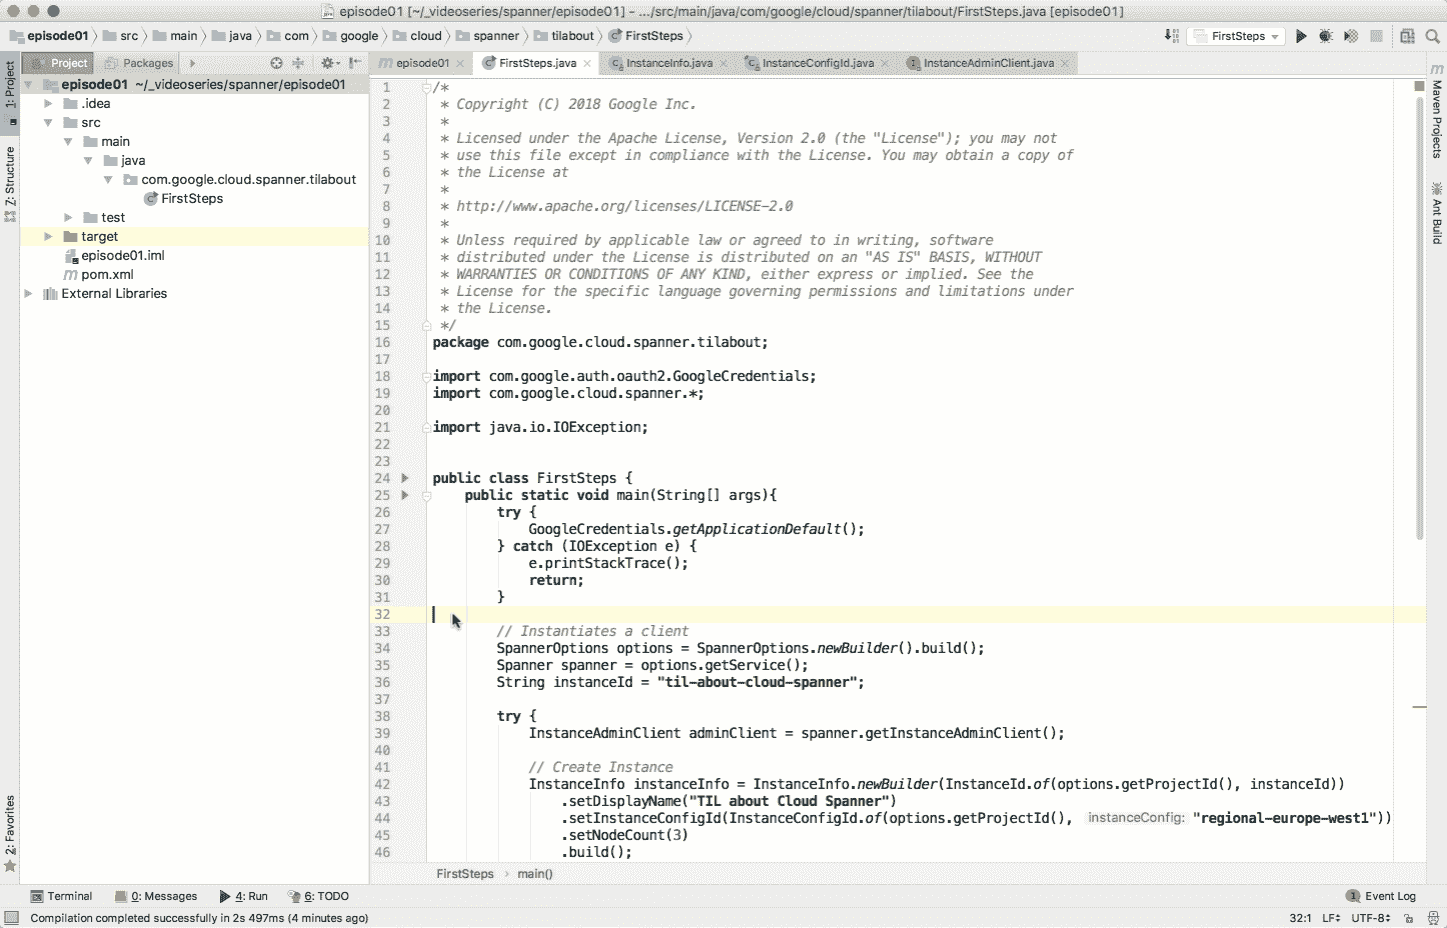 episode01 [~/_videoseries/spanner/episode01] – .../src/main/java/com/google/cloud/spanner/tilabout/FirstSteps.java [episode01]
episode01 src main java com google cloud spanner tilabout FirstSteps
FirstSteps
Project Packages
episode01 FirstSteps.java InstanceInfo.java InstanceConfigId.java InstanceAdminClient.java
1: Project
Z: Structure
2: Favorites
episode01 ~/_videoseries/spanner/episode01
.idea
src
main
java
com.google.cloud.spanner.tilabout
FirstSteps
test
target
episode01.iml
pom.xml
External Libraries
1 /*
2 * Copyright (C) 2018 Google Inc.
3 *
4 * Licensed under the Apache License, Version 2.0 (the "License"); you may not
5 * use this file except in compliance with the License. You may obtain a copy of
6 * the License at
7 *
8 * http://www.apache.org/licenses/LICENSE-2.0
9 *
10 * Unless required by applicable law or agreed to in writing, software
11 * distributed under the License is distributed on an "AS IS" BASIS, WITHOUT
12 * WARRANTIES OR CONDITIONS OF ANY KIND, either express or implied. See the
13 * License for the specific language governing permissions and limitations under
14 * the License.
15 */
16 package com.google.cloud.spanner.tilabout;
17
18 import com.google.auth.oauth2.GoogleCredentials;
19 import com.google.cloud.spanner.*;
20
21 import java.io.IOException;
22
23
24 public class FirstSteps {
25 public static void main(String[] args){
26 try {
27 GoogleCredentials.getApplicationDefault();
28 } catch (IOException e) {
29 e.printStackTrace();
30 return;
31 }
32
33 // Instantiates a client
34 SpannerOptions options = SpannerOptions.newBuilder().build();
35 Spanner spanner = options.getService();
36 String instanceId = "til-about-cloud-spanner";
37
38 try {
39 InstanceAdminClient adminClient = spanner.getInstanceAdminClient();
40
41 // Create Instance
42 InstanceInfo instanceInfo = InstanceInfo.newBuilder(InstanceId.of(options.getProjectId(), instanceId))
43 .setDisplayName("TIL about Cloud Spanner")
44 .setInstanceConfigId(InstanceConfigId.of(options.getProjectId(), instanceConfig: "regional-europe-west1"))
45 .setNodeCount(3)
46 .build();
Maven Projects
Ant Build
FirstSteps › main()
Terminal 0: Messages 4: Run 6: TODO 1 Event Log
Compilation completed successfully in 2s 497ms (4 minutes ago) 32:1 LF UTF-8